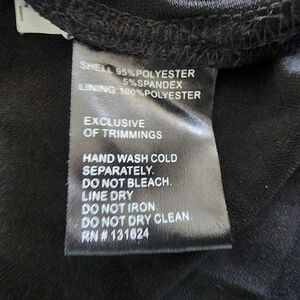 SHELL 95%POLYESTER
5%SPANDEX
LINING:100%POLYESTER
EXCLUSIVE
OF TRIMMINGS
HAND WASH COLD
SEPARATELY.
DO NOT BLEACH.
LINE DRY
DO NOT IRON.
DO NOT DRY CLEAN.
RN# 131624